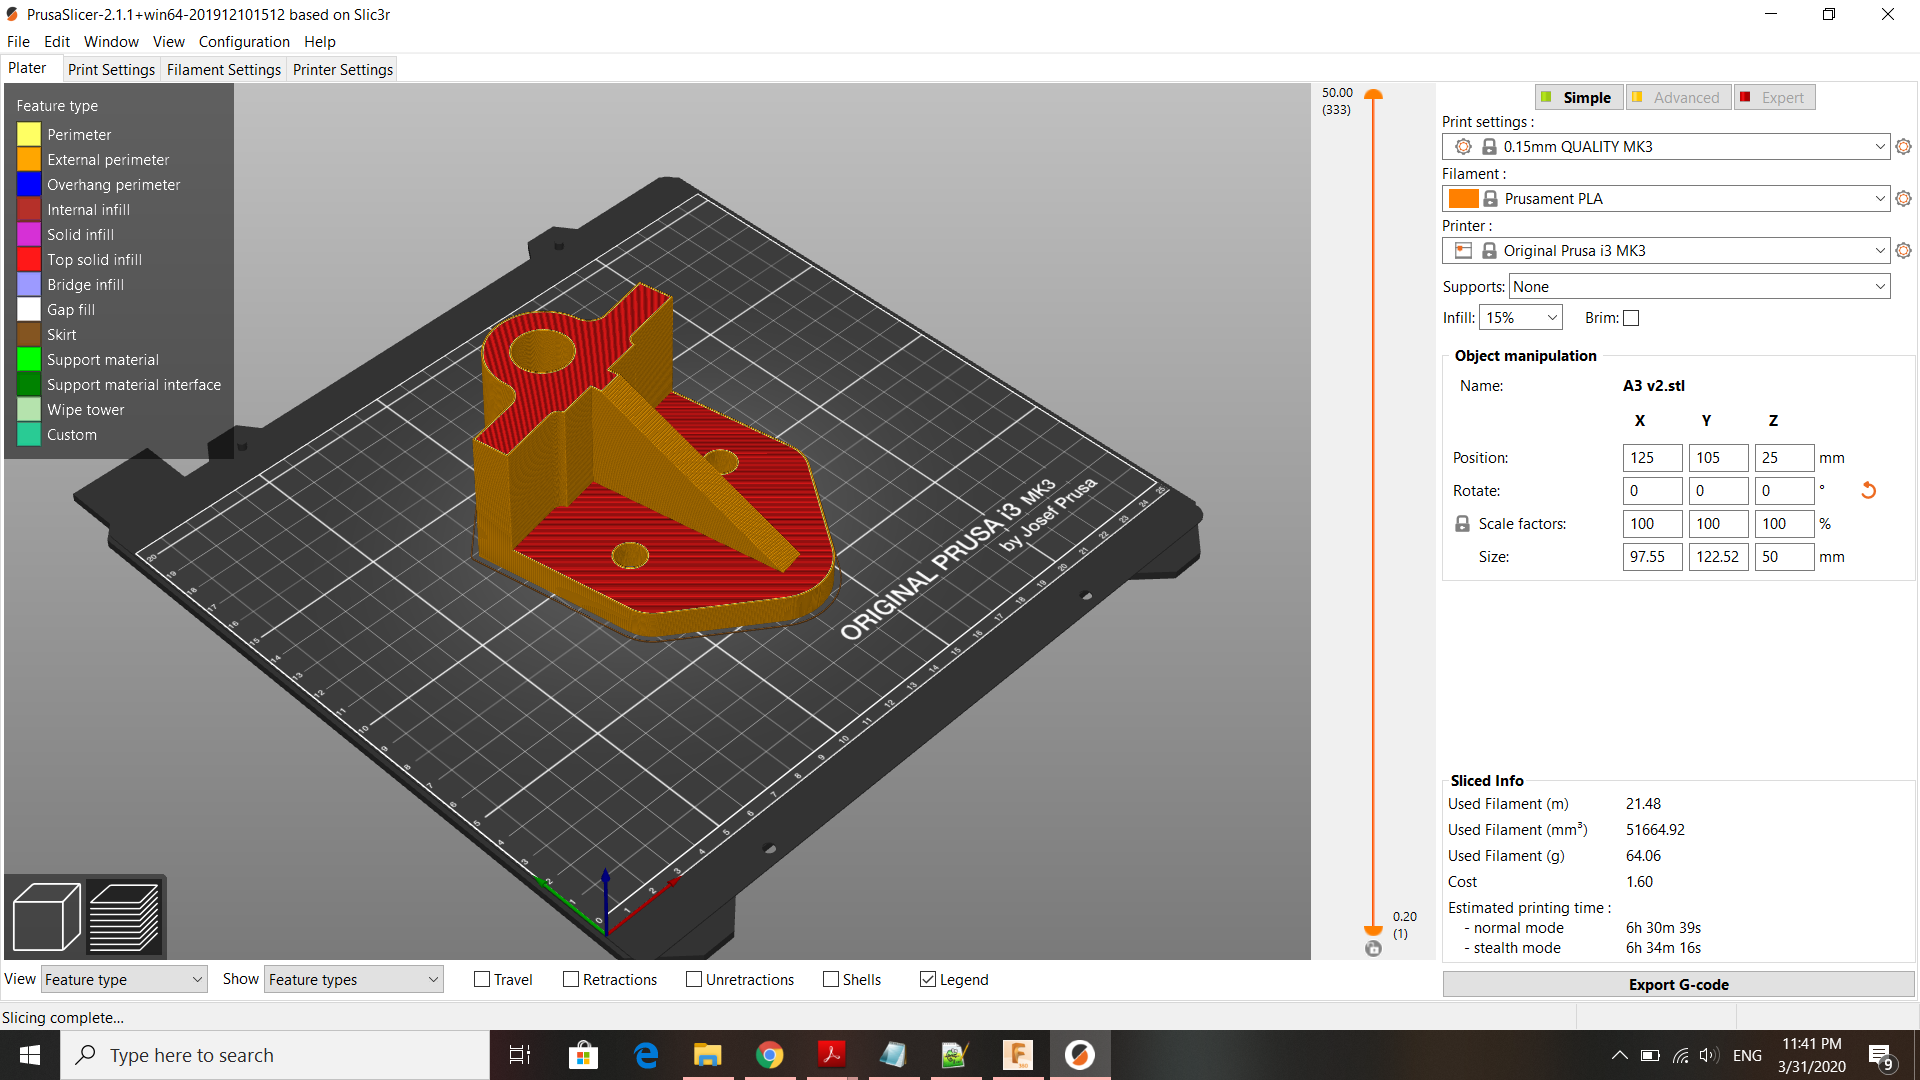 PrusaSlicer-2.1.1+win64-201912101512 based on Slic3r
File Edit Window View Configuration Help
Plater Print Settings Filament Settings Printer Settings
Feature type
Perimeter
External perimeter
Overhang perimeter
Internal infill
Solid infill
Top solid infill
Bridge infill
Gap fill
Skirt
Support material
Support material interface
Wipe tower
Custom
ORIGINAL PRUSA i3 MK3
by Josef Prusa
50.00
(333)
0.20
(1)
Simple Advanced Expert
Print settings :
0.15mm QUALITY MK3
Filament :
Prusament PLA
Printer :
Original Prusa i3 MK3
Supports: None
Infill: 15% Brim:
Object manipulation
Name: A3 v2.stl
X Y Z
Position: 125 105 25 mm
Rotate: 0 0 0 °
Scale factors: 100 100 100 %
Size: 97.55 122.52 50 mm
Sliced Info
Used Filament (m) 21.48
Used Filament (mm³) 51664.92
Used Filament (g) 64.06
Cost 1.60
Estimated printing time :
- normal mode 6h 30m 39s
- stealth mode 6h 34m 16s
Export G-code
View Feature type Show Feature types Travel Retractions Unretractions Shells Legend
Slicing complete...
Type here to search
ENG
11:41 PM
3/31/2020
9